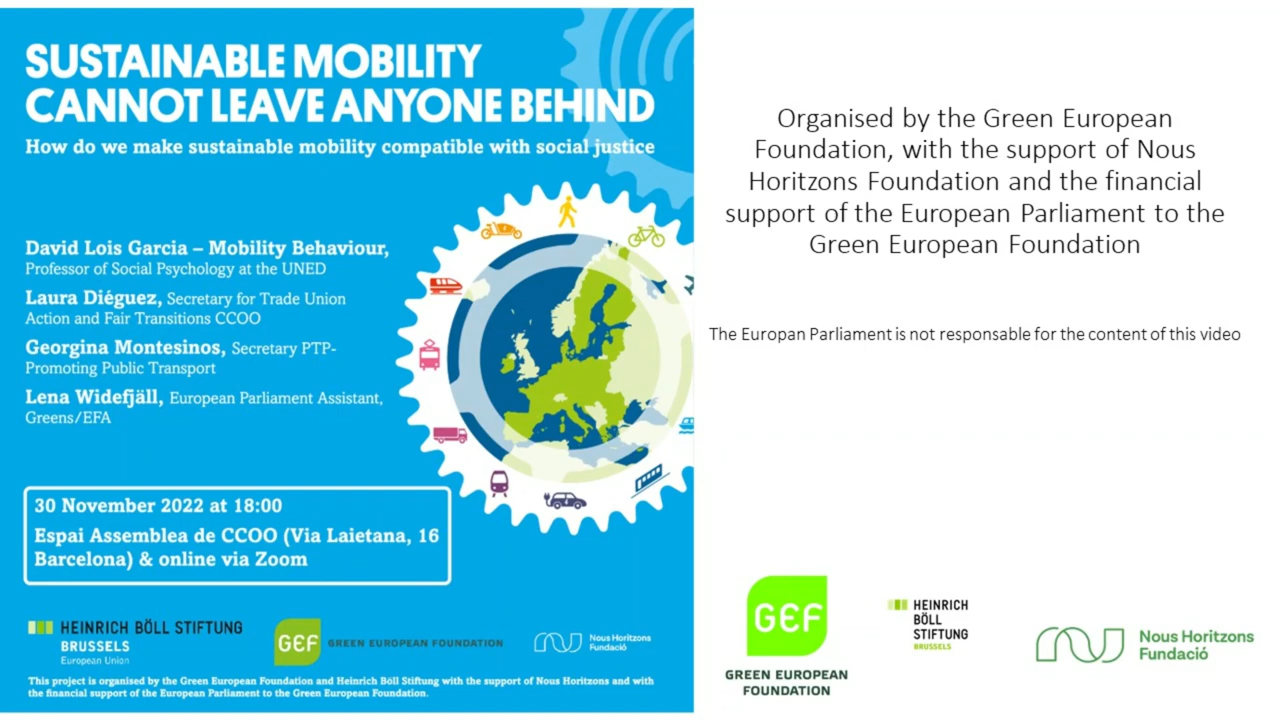 SUSTAINABLE MOBILITY
CANNOT LEAVE ANYONE BEHIND
How do we make sustainable mobility compatible with social justice
David Lois Garcia – Mobility Behaviour,
Professor of Social Psychology at the UNED
Laura Diéguez, Secretary for Trade Union
Action and Fair Transitions CCOO
Georgina Montesinos, Secretary PTP-
Promoting Public Transport
Lena Widefjäll, European Parliament Assistant,
Greens/EFA
30 November 2022 at 18:00
Espai Assemblea de CCOO (Via Laietana, 16
Barcelona) & online via Zoom
HEINRICH BÖLL STIFTUNG
BRUSSELS
European Union
GEF
GREEN EUROPEAN FOUNDATION
Nous Horitzons
Fundació
This project is organised by the Green European Foundation and Heinrich Böll Stiftung with the support of Nous Horitzons and with
the financial support of the European Parliament to the Green European Foundation.
Organised by the Green European
Foundation, with the support of Nous
Horitzons Foundation and the financial
support of the European Parliament to the
Green European Foundation
The Europan Parliament is not responsable for the content of this video
GEF
GREEN EUROPEAN
FOUNDATION
HEINRICH
BÖLL
STIFTUNG
BRUSSELS
Nous Horitzons
Fundació